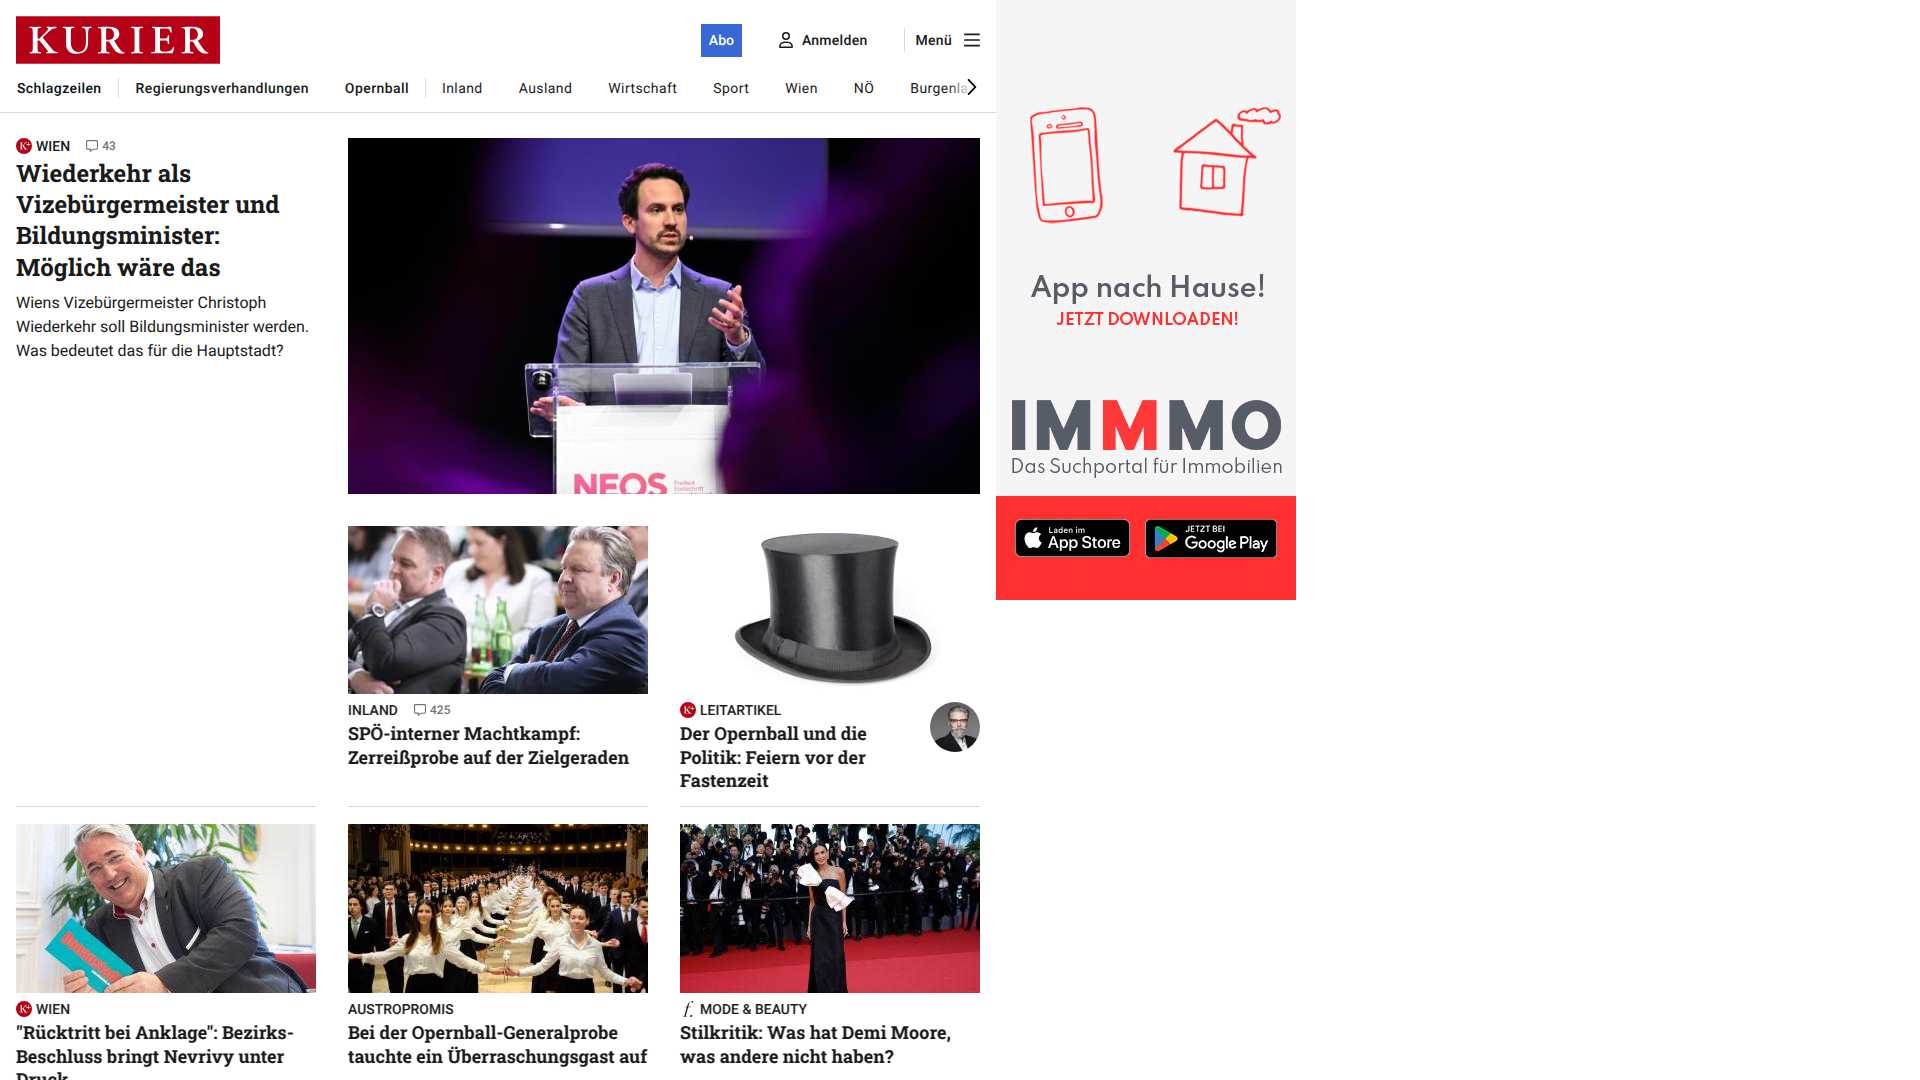 KURIER
Abo
Anmelden
Menü
Schlagzeilen
Regierungsverhandlungen
Opernball
Inland
Ausland
Wirtschaft
Sport
Wien
NÖ
WIEN
43
Wiederkehr als
Vizebürgermeister und
Bildungsminister:
Möglich wäre das
Wiens Vizebürgermeister Christoph
Wiederkehr soll Bildungsminister werden.
Was bedeutet das für die Hauptstadt?
NEOS
App nach Hause!
JETZT DOWNLOADEN!
IMMMO
Das Suchportal für Immobilien
Laden im
App Store
JETZT BEI
Google Play
INLAND
425
SPÖ-interner Machtkampf:
Zerreißprobe auf der Zielgeraden
LEITARTIKEL
Der Opernball und die
Politik: Feiern vor der
Fastenzeit
WIEN
"Rücktritt bei Anklage": Bezirks-
Beschluss bringt Nevrivy unter
Druck
AUSTROPROMIS
Bei der Opernball-Generalprobe
tauchte ein Überraschungsgast auf
MODE & BEAUTY
Stilkritik: Was hat Demi Moore,
was andere nicht haben?